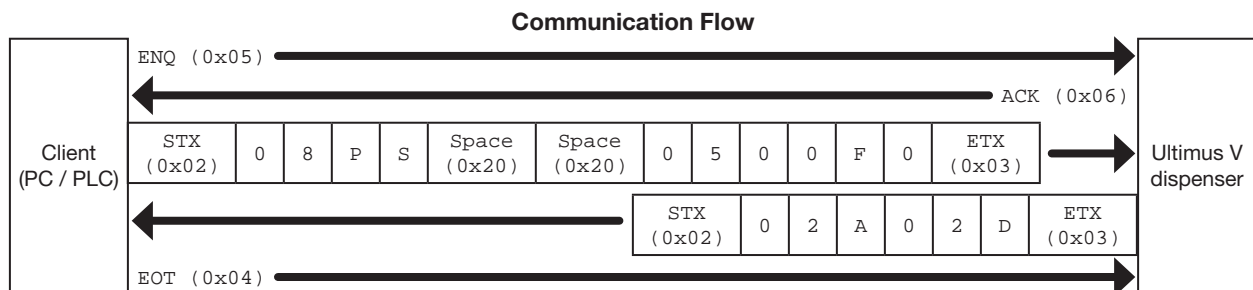 Communication Flow
ENQ (0x05)
ACK (0x06)
Client
(PC / PLC)
STX
(0x02)
0 8 P S
Space
(0x20)
Space
(0x20)
0 5 0 0 F 0
ETX
(0x03)
Ultimus V
dispenser
STX
(0x02)
0 2 A 0 2 D
ETX
(0x03)
EOT (0x04)